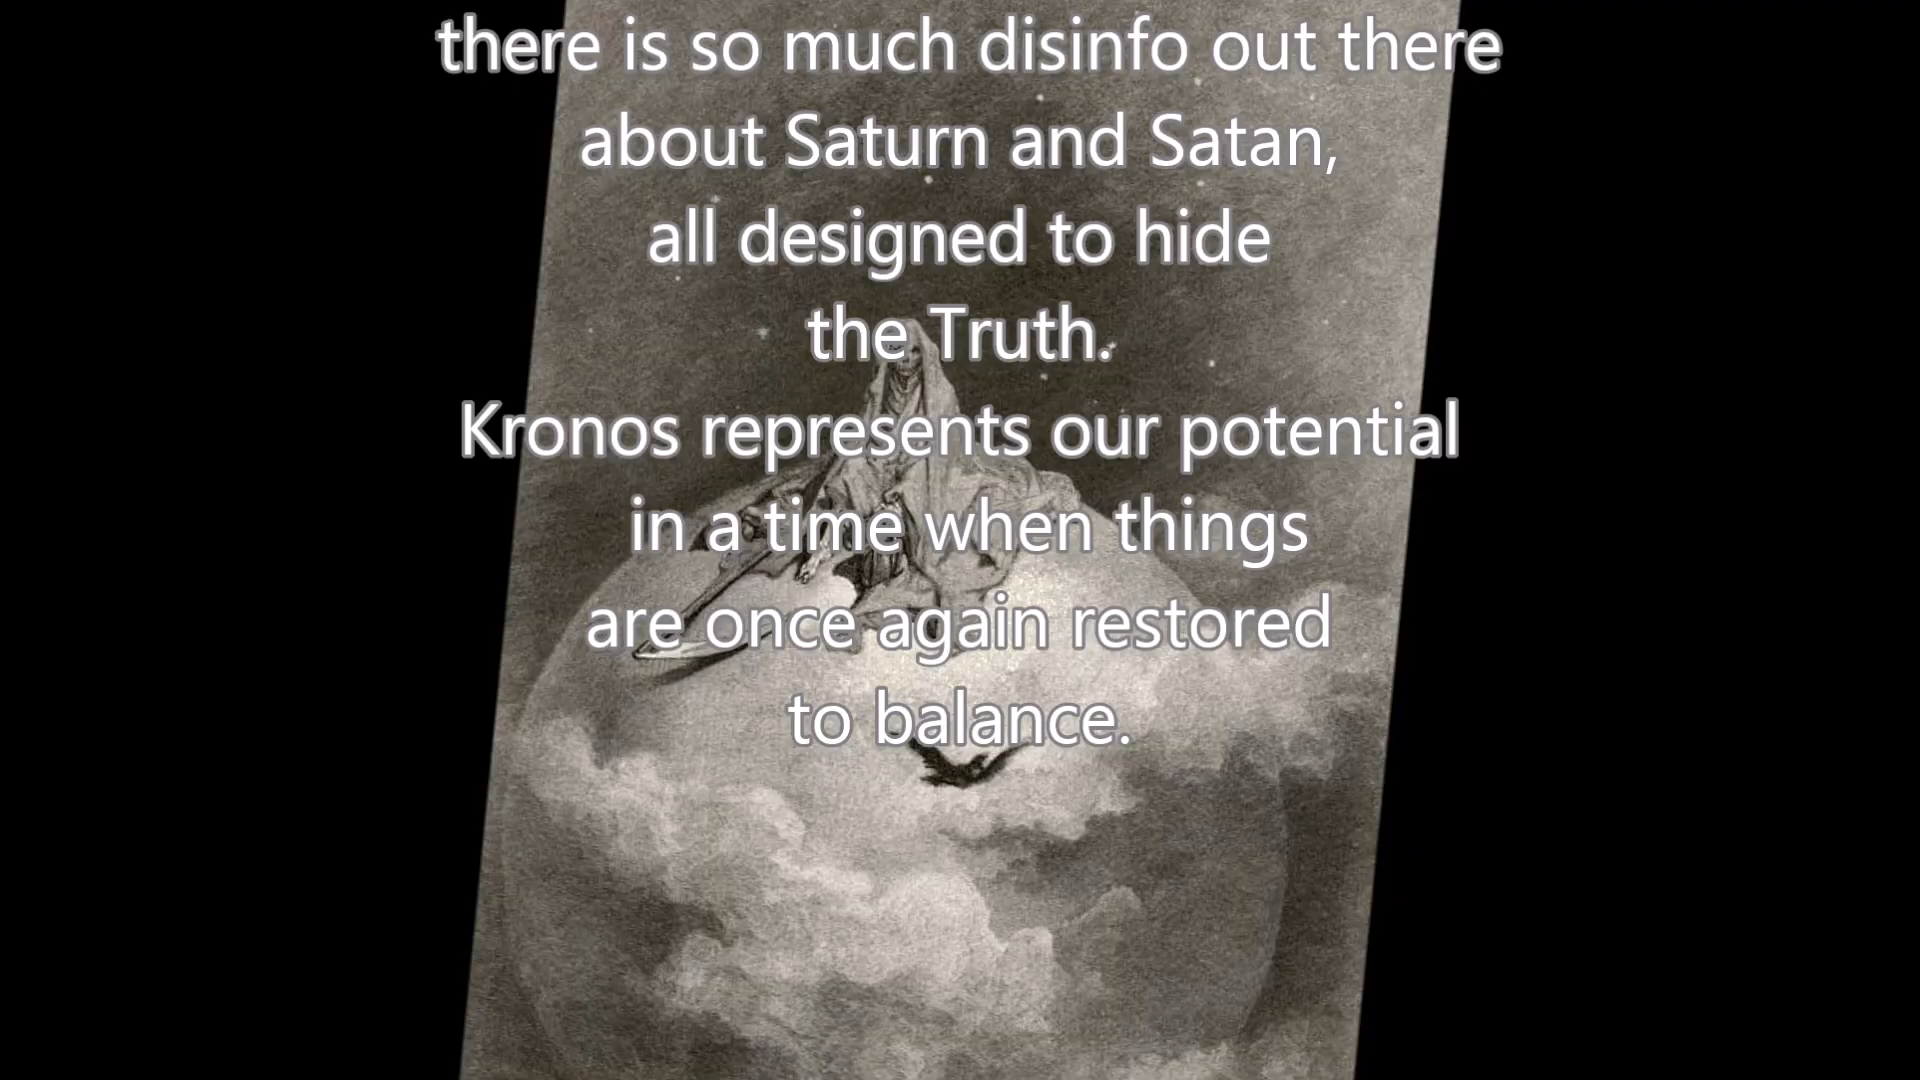 there is so much disinfo out there
about Saturn and Satan,
all designed to hide
the Truth.
Kronos represents our potential
in a time when things
are once again restored
to balance.